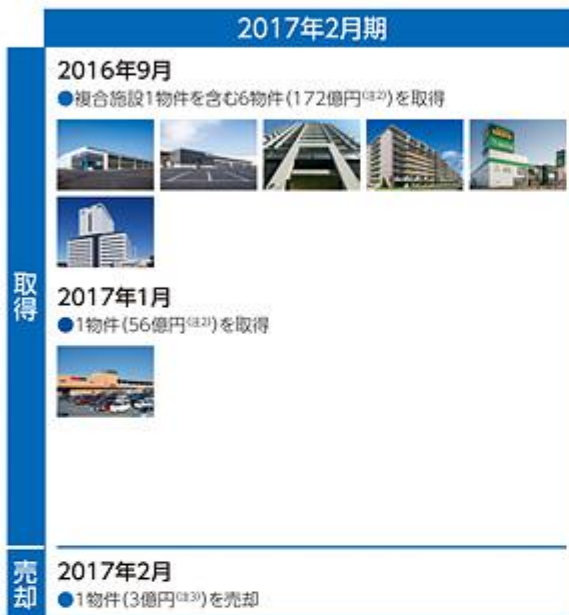 2017年2月期
取得
2016年9月
●複合施設1物件を含む6物件(172億円(注2))を取得
2017年1月
●1物件(56億円(注2))を取得
売却
2017年2月
●1物件(3億円(注3))を売却